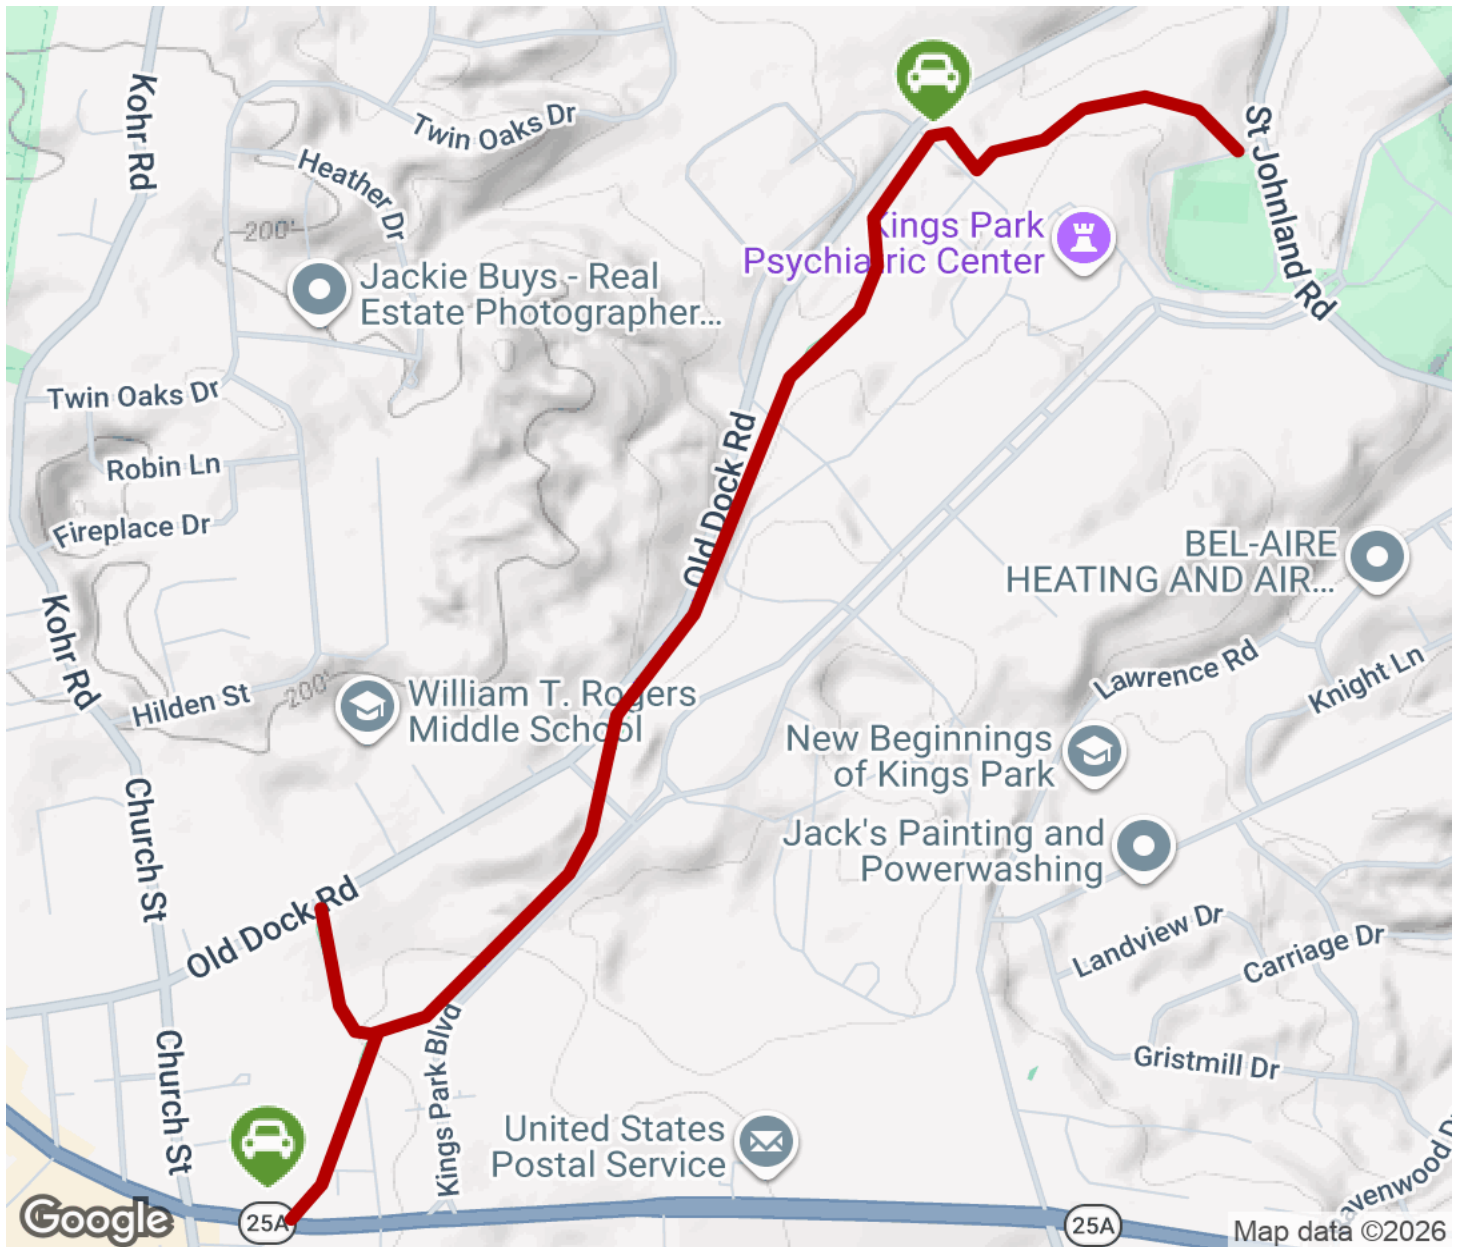 Kohr Rd
Twin Oaks Dr
Heather Dr
200'
St Johnland Rd
Kings Park
Psychiatric Center
Jackie Buys - Real
Estate Photographer...
Twin Oaks Dr
Robin Ln
Fireplace Dr
Old Dock Rd
BEL-AIRE
HEATING AND AIR...
Kohr Rd
Hilden St
200'
William T. Rogers
Middle School
Lawrence Rd
Knight Ln
New Beginnings
of Kings Park
Church St
Jack's Painting and
Powerwashing
Old Dock Rd
Landview Dr
Carriage Dr
Church St
Kings Park Blvd
Gristmill Dr
United States
Postal Service
25A
25A
Google
Map data ©2026